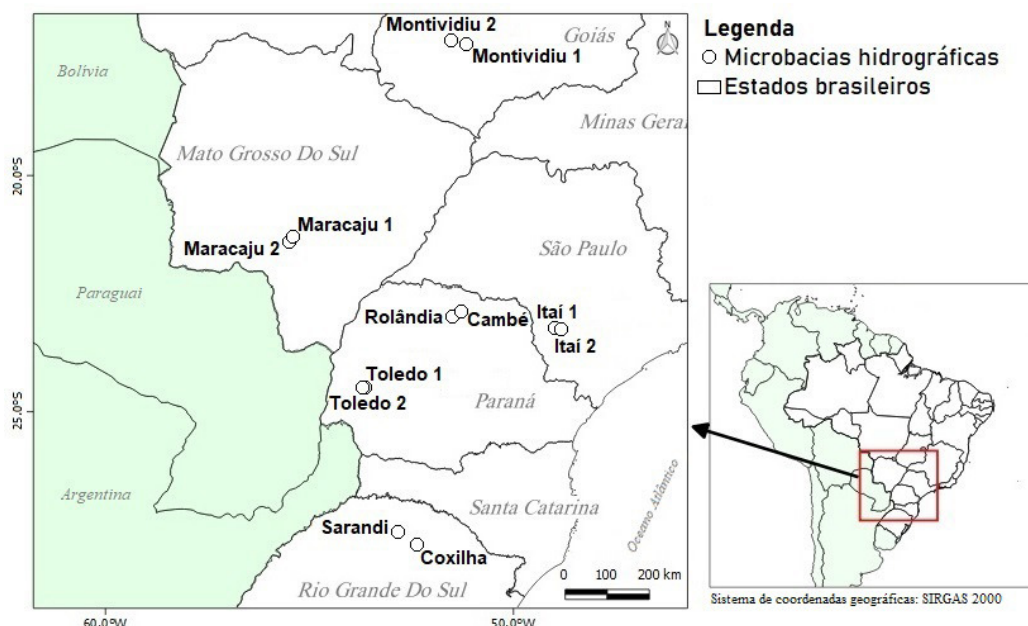 Montividiu 2
Goiás
N
Montividiu 1
Bolívia
Minas Gerai
Mato Grosso Do Sul
20.0°S
Maracaju 1
Maracaju 2
São Paulo
Paraguai
Rolândia
Cambé
Itaí 1
Itaí 2
Toledo 1
Toledo 2
Paraná
25.0°S
Argentina
Santa Catarina
Oceano Atlântico
Sarandi
Coxilha
Rio Grande Do Sul
0 100 200 km
60.0°W
50.0°W
Legenda
Microbacias hidrográficas
Estados brasileiros
Sistema de coordenadas geográficas: SIRGAS 2000